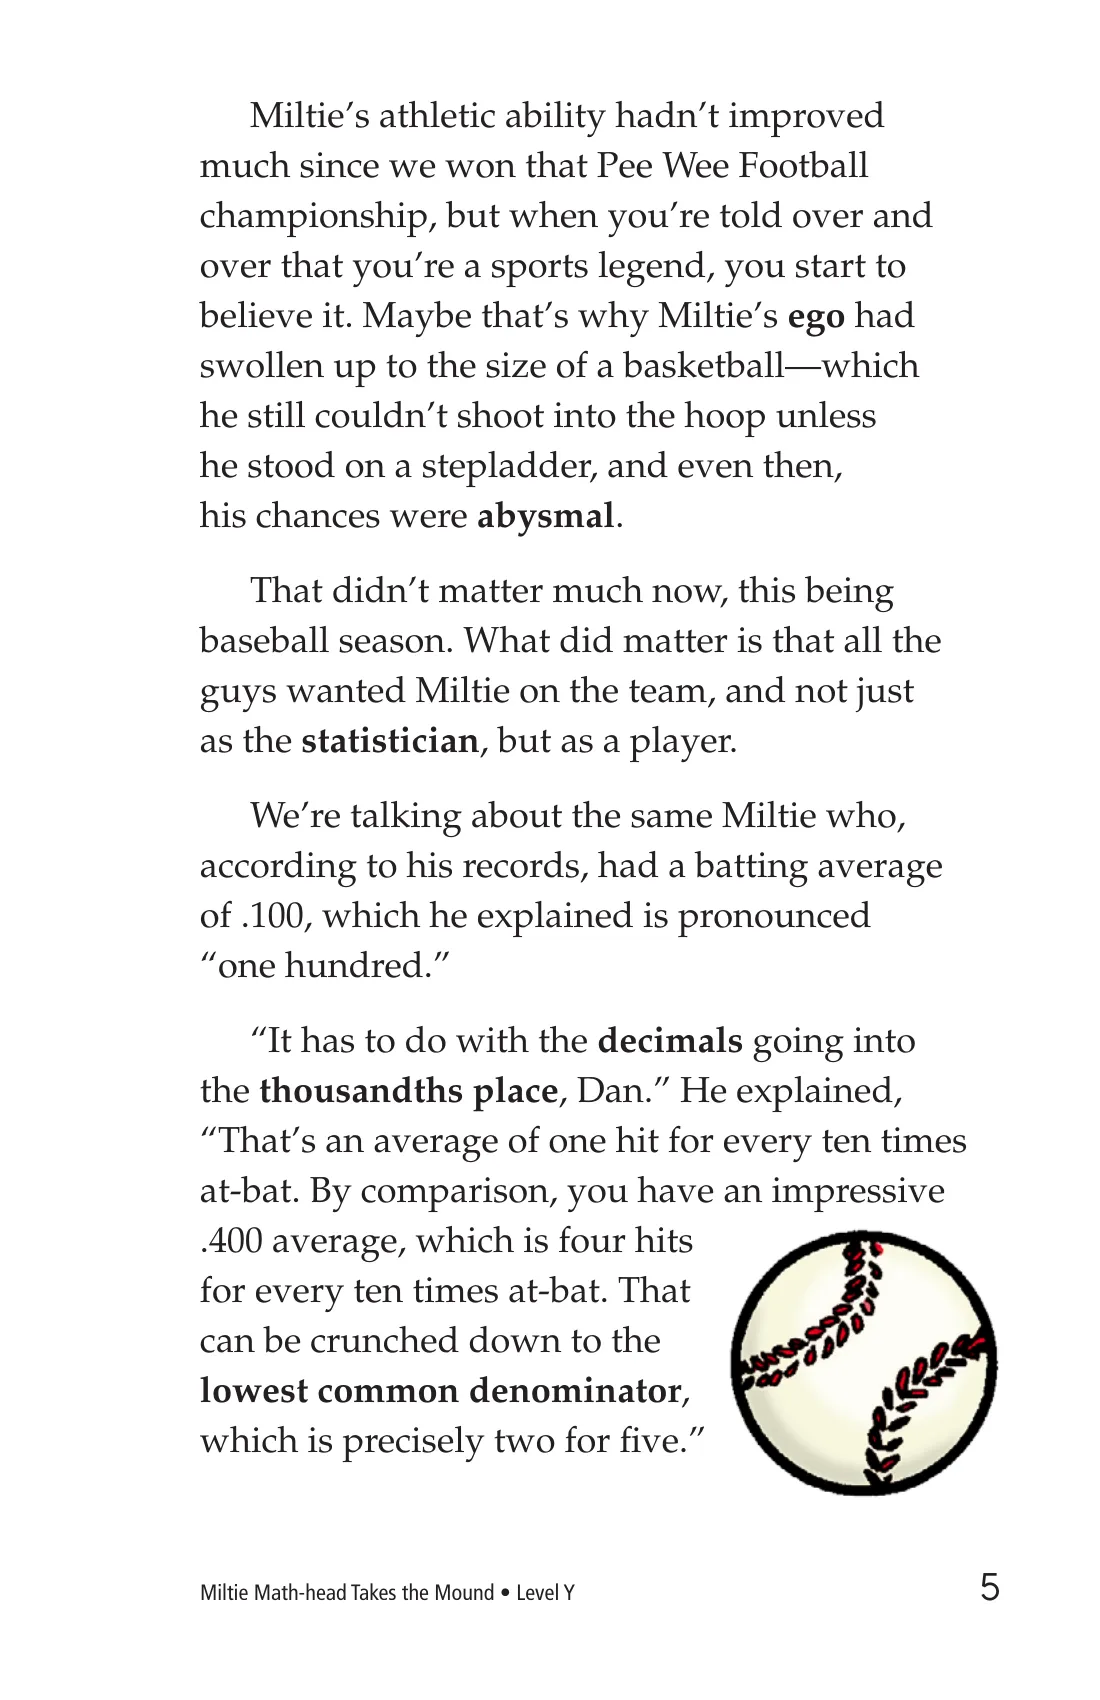 Miltie’s athletic ability hadn’t improved
much since we won that Pee Wee Football
championship, but when you’re told over and
over that you’re a sports legend, you start to
believe it. Maybe that’s why Miltie’s ego had
swollen up to the size of a basketball—which
he still couldn’t shoot into the hoop unless
he stood on a stepladder, and even then,
his chances were abysmal.
That didn’t matter much now, this being
baseball season. What did matter is that all the
guys wanted Miltie on the team, and not just
as the statistician, but as a player.
We’re talking about the same Miltie who,
according to his records, had a batting average
of .100, which he explained is pronounced
“one hundred.”
“It has to do with the decimals going into
the thousandths place, Dan.” He explained,
“That’s an average of one hit for every ten times
at-bat. By comparison, you have an impressive
.400 average, which is four hits
for every ten times at-bat. That
can be crunched down to the
lowest common denominator,
which is precisely two for five.”
Miltie Math-head Takes the Mound • Level Y
5